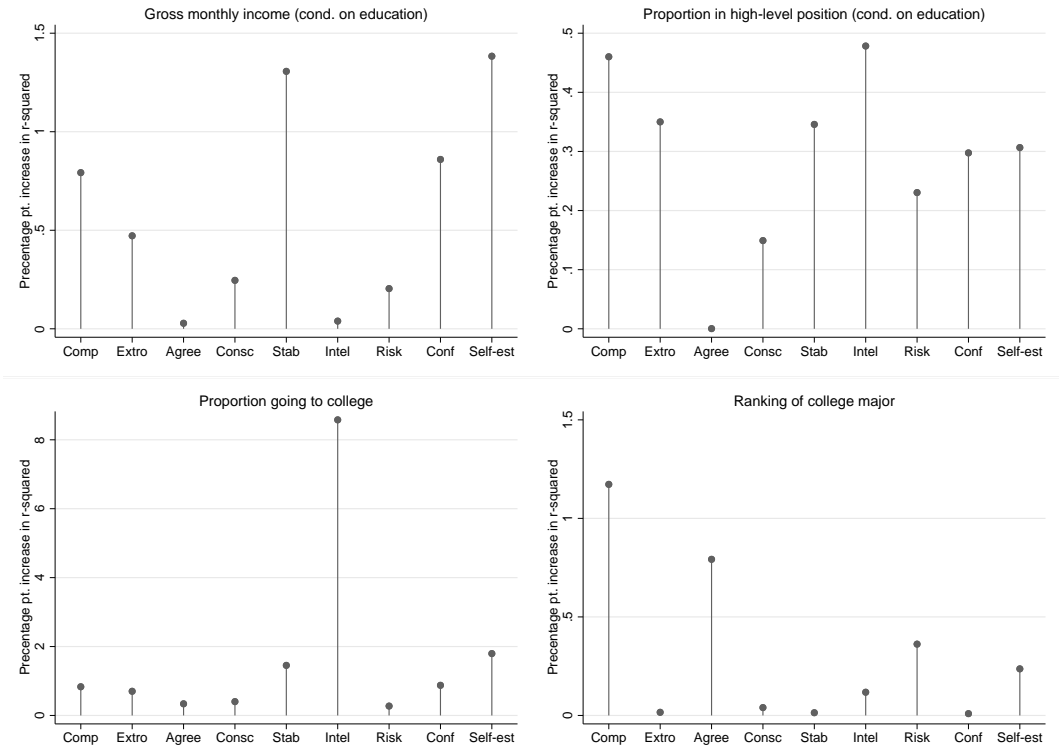 Gross monthly income (cond. on education)
Precentage pt. increase in r-squared
1.5
1
.5
0
Comp Extro Agree Consc Stab Intel Risk Conf Self-est
Proportion in high-level position (cond. on education)
Precentage pt. increase in r-squared
.5
.4
.3
.2
.1
0
Comp Extro Agree Consc Stab Intel Risk Conf Self-est
Proportion going to college
Precentage pt. increase in r-squared
8
6
4
2
0
Comp Extro Agree Consc Stab Intel Risk Conf Self-est
Ranking of college major
Precentage pt. increase in r-squared
1.5
1
.5
0
Comp Extro Agree Consc Stab Intel Risk Conf Self-est